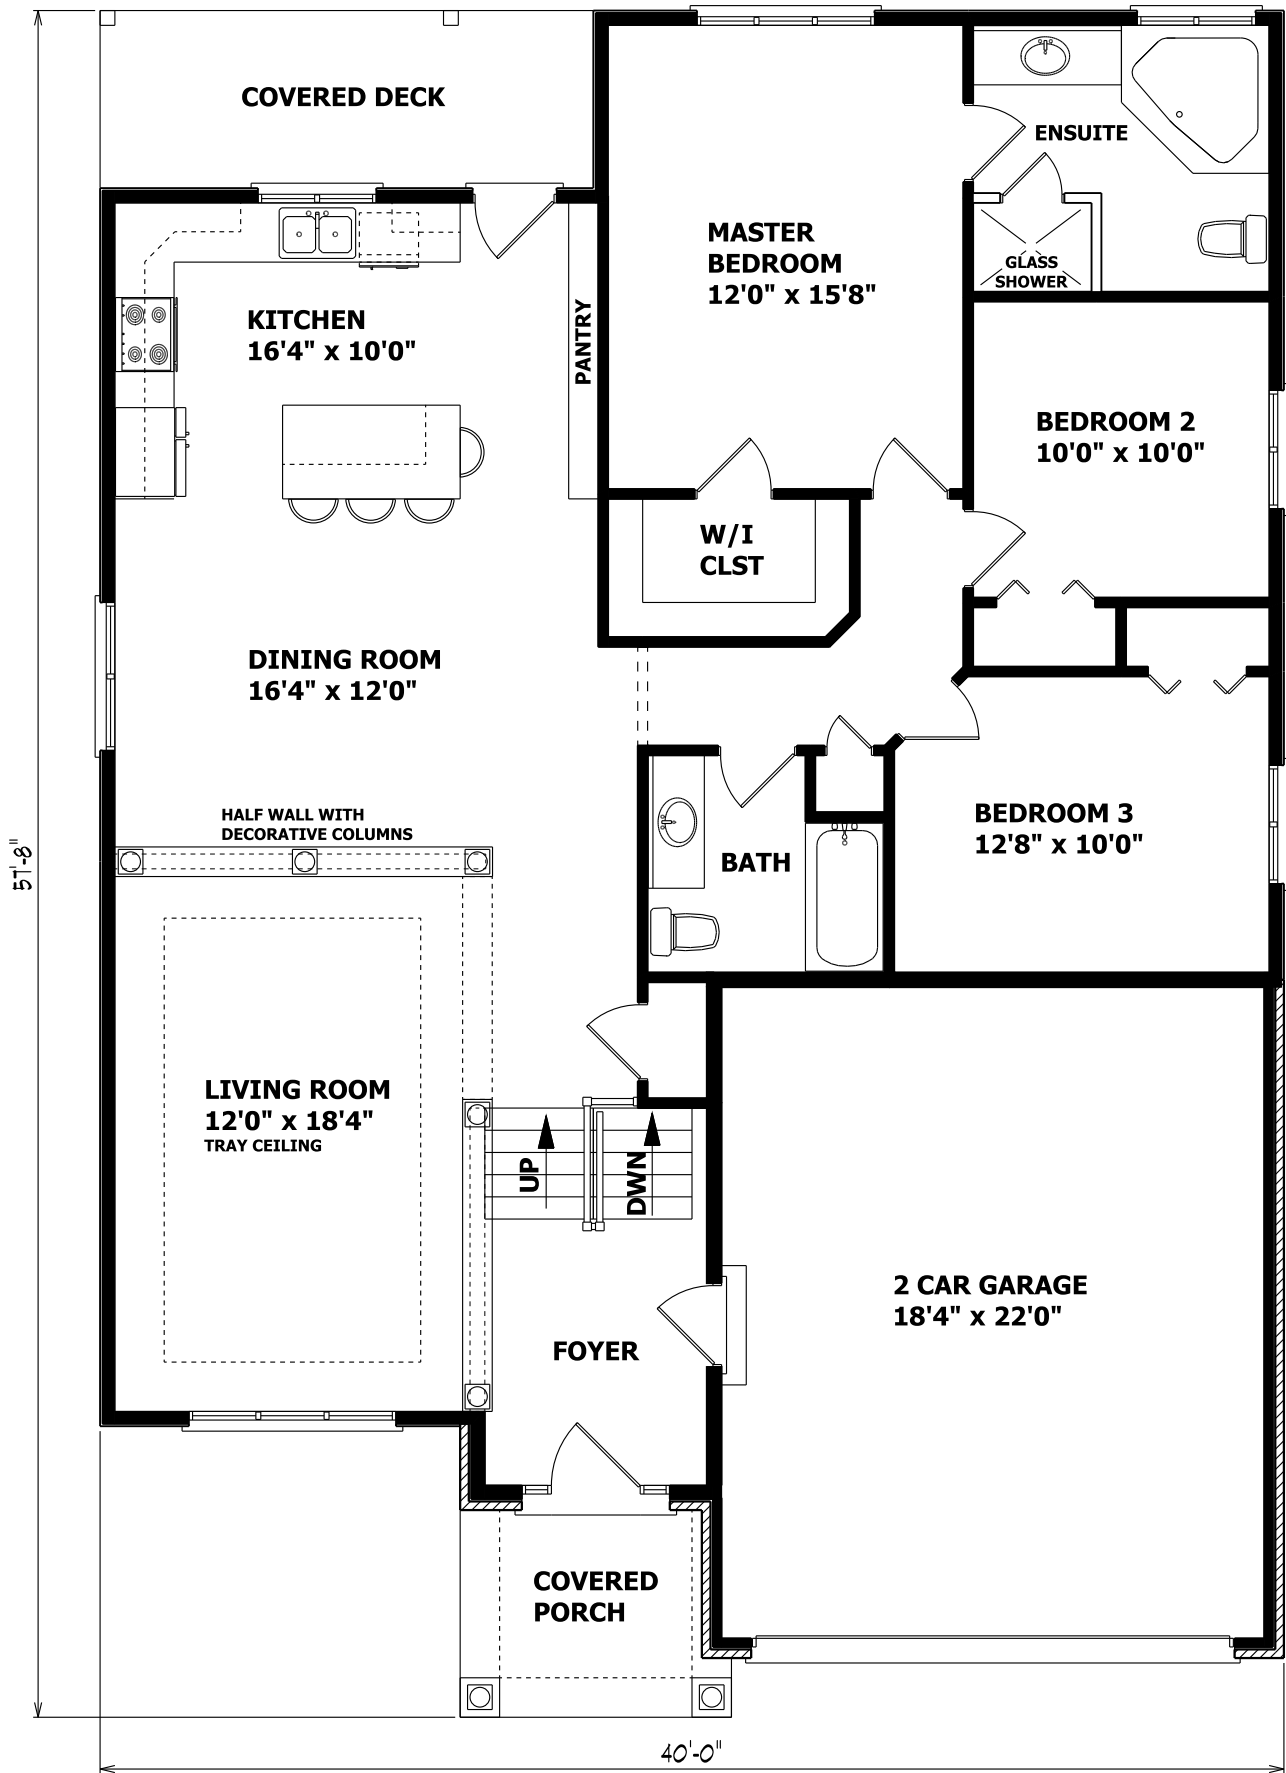 COVERED DECK
ENSUITE
MASTER
BEDROOM
12'0" x 15'8"
GLASS
SHOWER
KITCHEN
16'4" x 10'0"
PANTRY
BEDROOM 2
10'0" x 10'0"
W/I
CLST
DINING ROOM
16'4" x 12'0"
HALF WALL WITH
DECORATIVE COLUMNS
BEDROOM 3
12'8" x 10'0"
BATH
57'-8"
LIVING ROOM
12'0" x 18'4"
TRAY CEILING
UP
DWN
2 CAR GARAGE
18'4" x 22'0"
FOYER
COVERED
PORCH
40'-0"